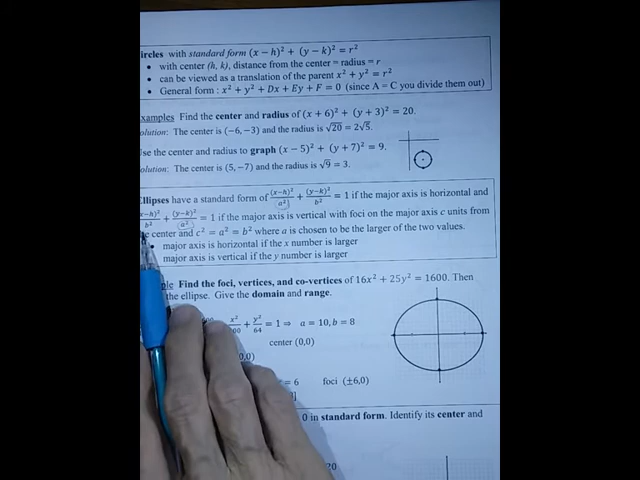 ircles with standard form (x − h)² + (y − k)² = r²
• with center (h, k), distance from the center = radius = r
• can be viewed as a translation of the parent x² + y² = r²
• General form : x² + y² + Dx + Ey + F = 0 (since A = C you divide them out)
xamples Find the center and radius of (x + 6)² + (y + 3)² = 20.
olution: The center is (−6, −3) and the radius is √20 = 2√5.
Use the center and radius to graph (x − 5)² + (y + 7)² = 9.
olution: The center is (5, −7) and the radius is √9 = 3.
Ellipses have a standard form of (x−h)²/a² + (y−k)²/b² = 1 if the major axis is horizontal and
(x−h)²/b² + (y−k)²/a² = 1 if the major axis is vertical with foci on the major axis c units from
center and c² = a² = b² where a is chosen to be the larger of the two values.
• major axis is horizontal if the x number is larger
major axis is vertical if the y number is larger
Find the foci, vertices, and co-vertices of 16x² + 25y² = 1600. Then
the ellipse. Give the domain and range.
x²/100 + y²/64 = 1 ⇒ a = 10, b = 8
center (0,0)
,0)
= 6 foci (±6,0)
]
0 in standard form. Identify its center and
20